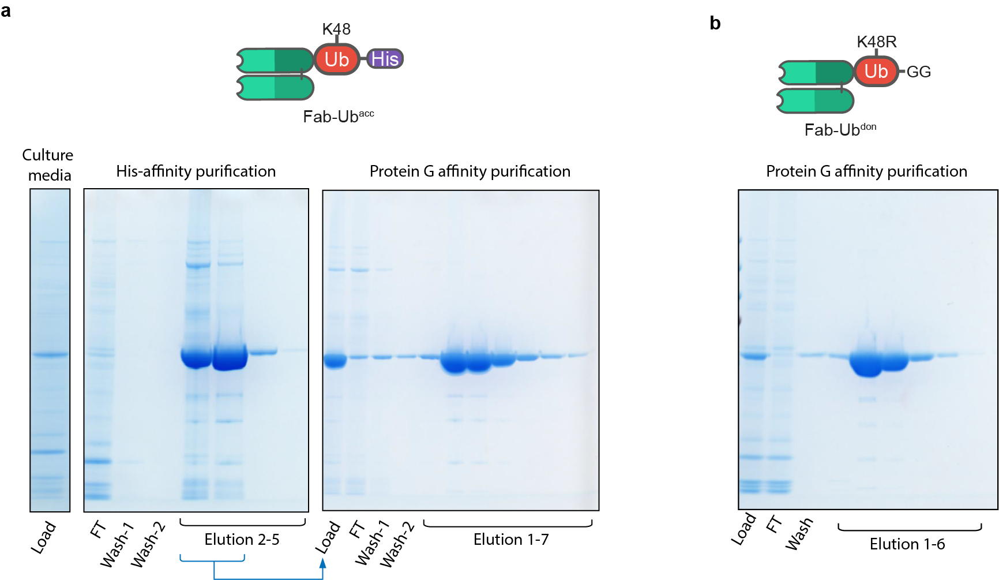 a
K48
Ub
His
Fab-Ubᵃᶜᶜ
Culture
media
His-affinity purification
Protein G affinity purification
Load
FT
Wash-1
Wash-2
Elution 2-5
Load
FT
Wash-1
Wash-2
Elution 1-7
b
K48R
Ub
GG
Fab-Ubᵈᵒⁿ
Protein G affinity purification
Load
FT
Wash
Elution 1-6